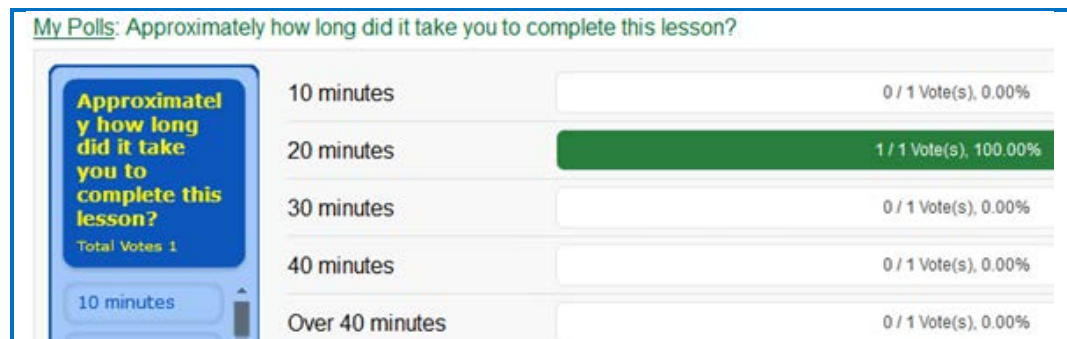 My Polls: Approximately how long did it take you to complete this lesson?
Approximatel
y how long
did it take
you to
complete this
lesson?
Total Votes 1
10 minutes
10 minutes 0 / 1 Vote(s), 0.00%
20 minutes 1 / 1 Vote(s), 100.00%
30 minutes 0 / 1 Vote(s), 0.00%
40 minutes 0 / 1 Vote(s), 0.00%
Over 40 minutes 0 / 1 Vote(s), 0.00%